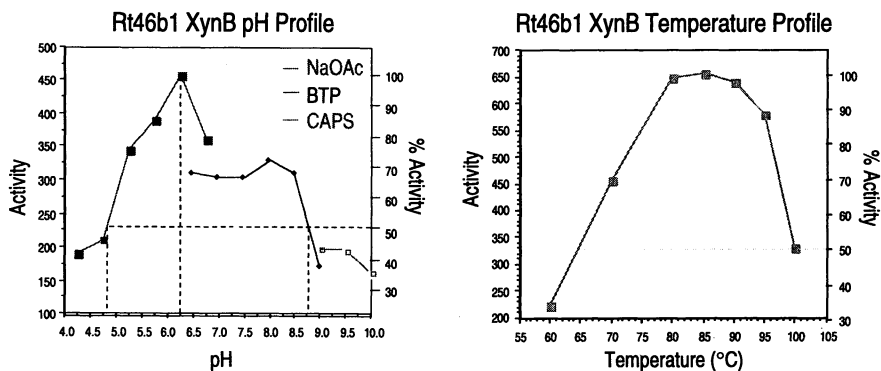 Rt46b1 XynB pH Profile
500
450
400
350
300
250
200
150
100
Activity
NaOAc
BTP
CAPS
100
90
80
70
60
50
40
30
% Activity
4.0 4.5 5.0 5.5 6.0 6.5 7.0 7.5 8.0 8.5 9.0 9.5 10.0
pH
Rt46b1 XynB Temperature Profile
700
650
600
550
500
450
400
350
300
250
200
Activity
100
90
80
70
60
50
40
30
% Activity
55 60 65 70 75 80 85 90 95 100 105
Temperature (°C)